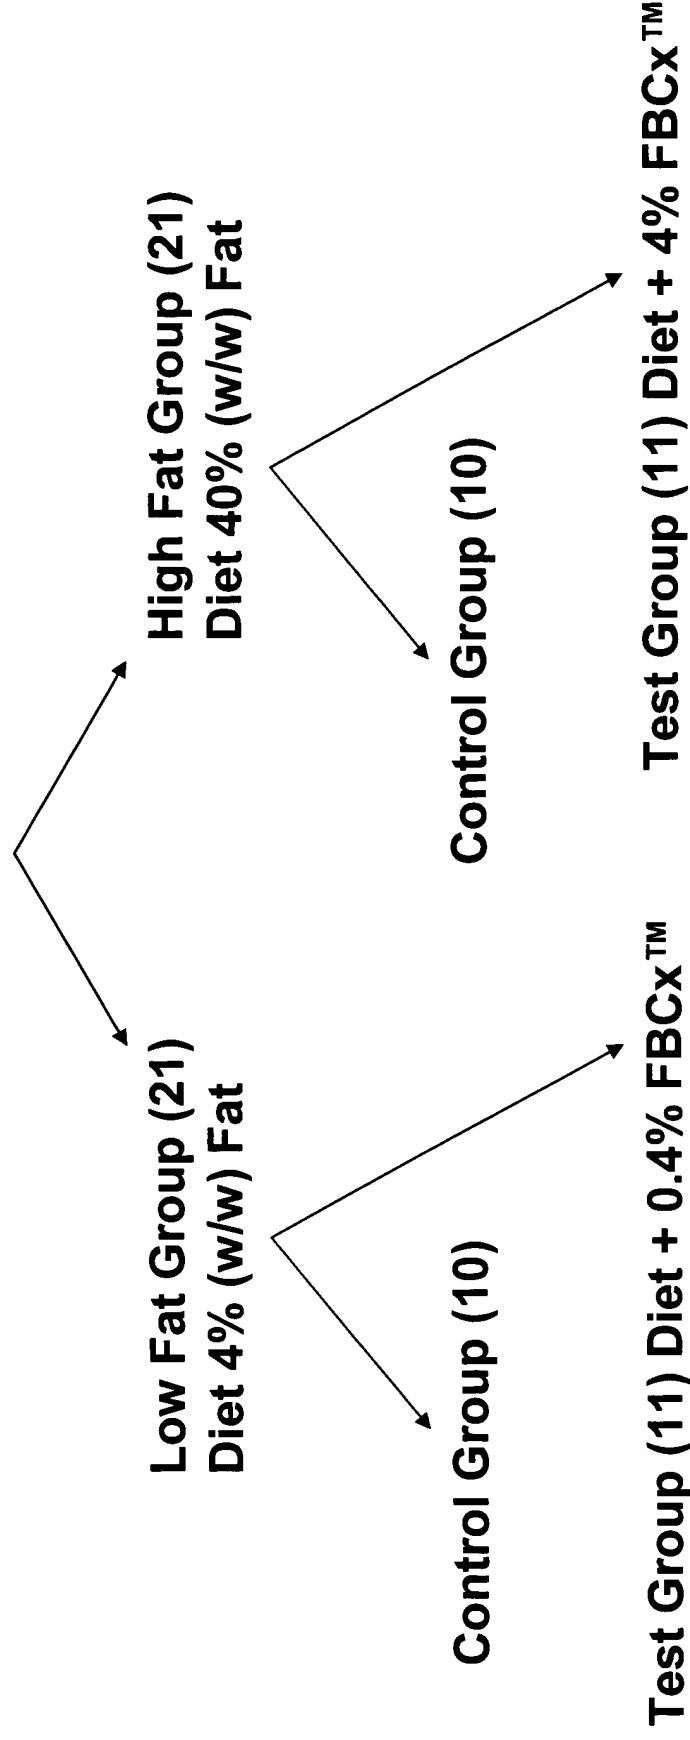 Low Fat Group (21)
Diet 4% (w/w) Fat
High Fat Group (21)
Diet 40% (w/w) Fat
Control Group (10)
Control Group (10)
Test Group (11) Diet + 0.4% FBCx™
Test Group (11) Diet + 4% FBCx™